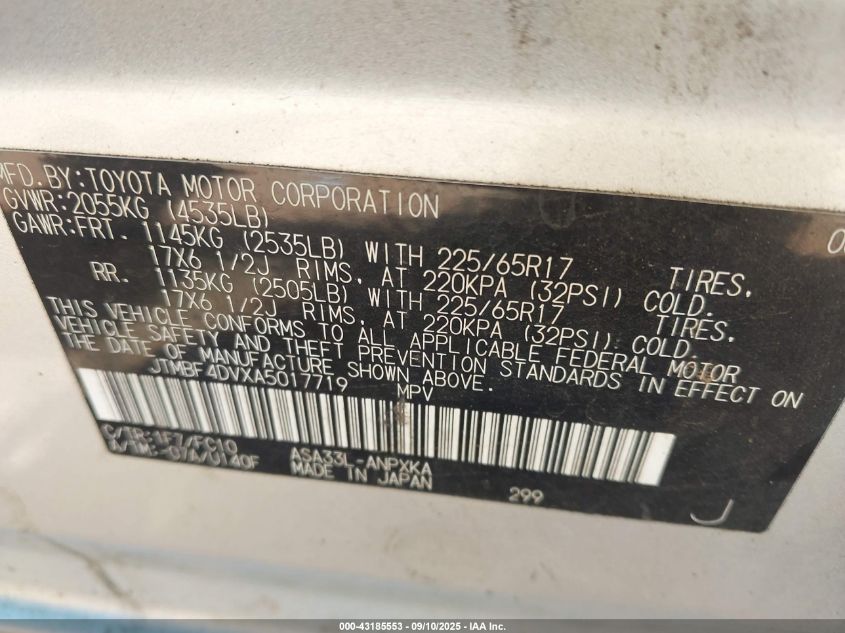 MFD. BY:TOYOTA MOTOR CORPORATION
GVWR:2055KG (4535LB)
GAWR:FRT. 1145KG (2535LB) WITH 225/65R17 TIRES,
17X6 1/2J RIMS, AT 220KPA (32PSI) COLD.
RR. 1135KG (2505LB) WITH 225/65R17 TIRES,
17X6 1/2J RIMS, AT 220KPA (32PSI) COLD.
THIS VEHICLE CONFORMS TO ALL APPLICABLE FEDERAL MOTOR
VEHICLE SAFETY AND THEFT PREVENTION STANDARDS IN EFFECT ON
THE DATE OF MANUFACTURE SHOWN ABOVE.
JTMBF4DVXA5017719 MPV
C/TR:1F7/FC10 ASA33L-ANPXKA
MADE IN JAPAN
299
J
000-43185553 - 09/10/2025 - IAA Inc.